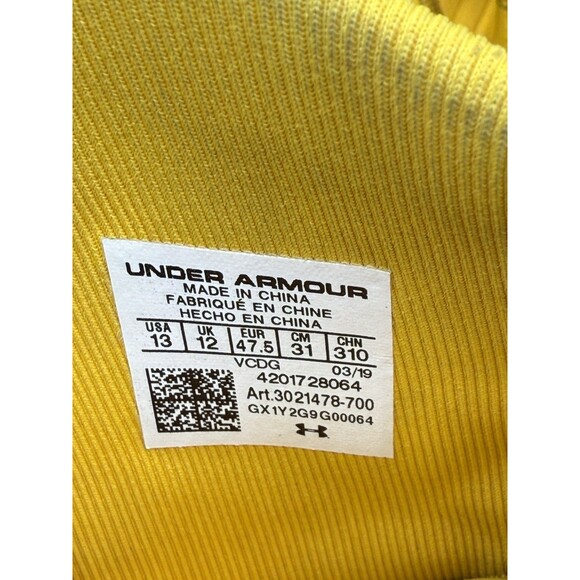 UNDER ARMOUR
MADE IN CHINA
FABRIQUÉ EN CHINE
HECHO EN CHINA
USA UK EUR CM CHN
13 12 47.5 31 310
VCDG 03/19
4201728064
Art.3021478-700
GX1Y2G9G00064